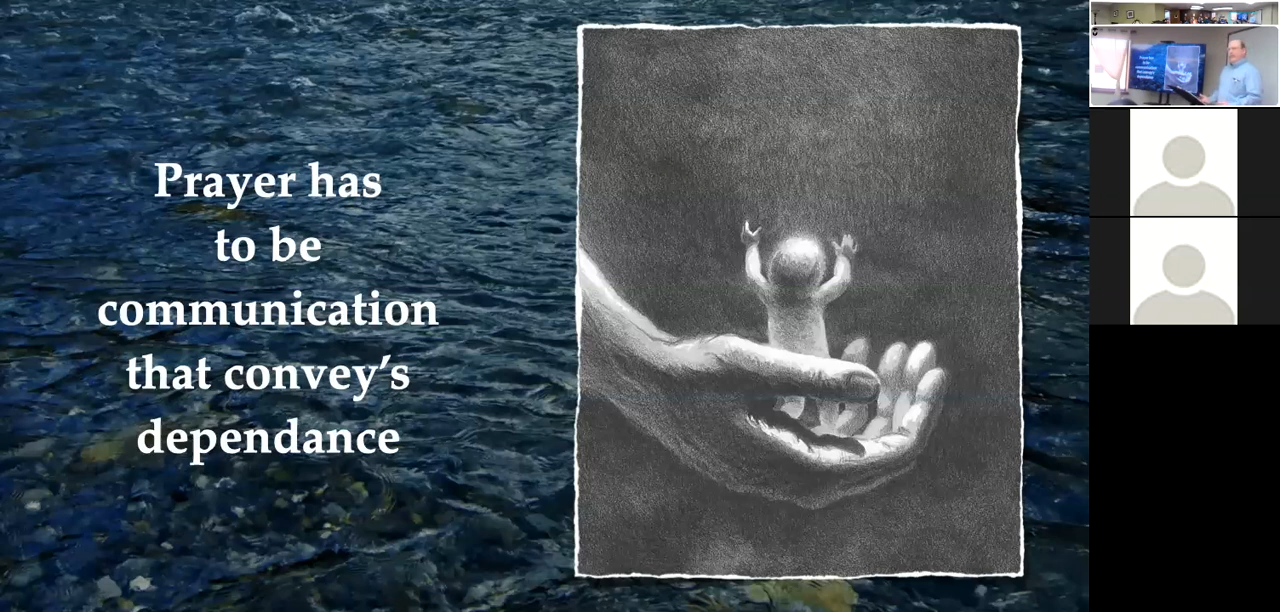 Prayer has
to be
communication
that convey’s
dependance